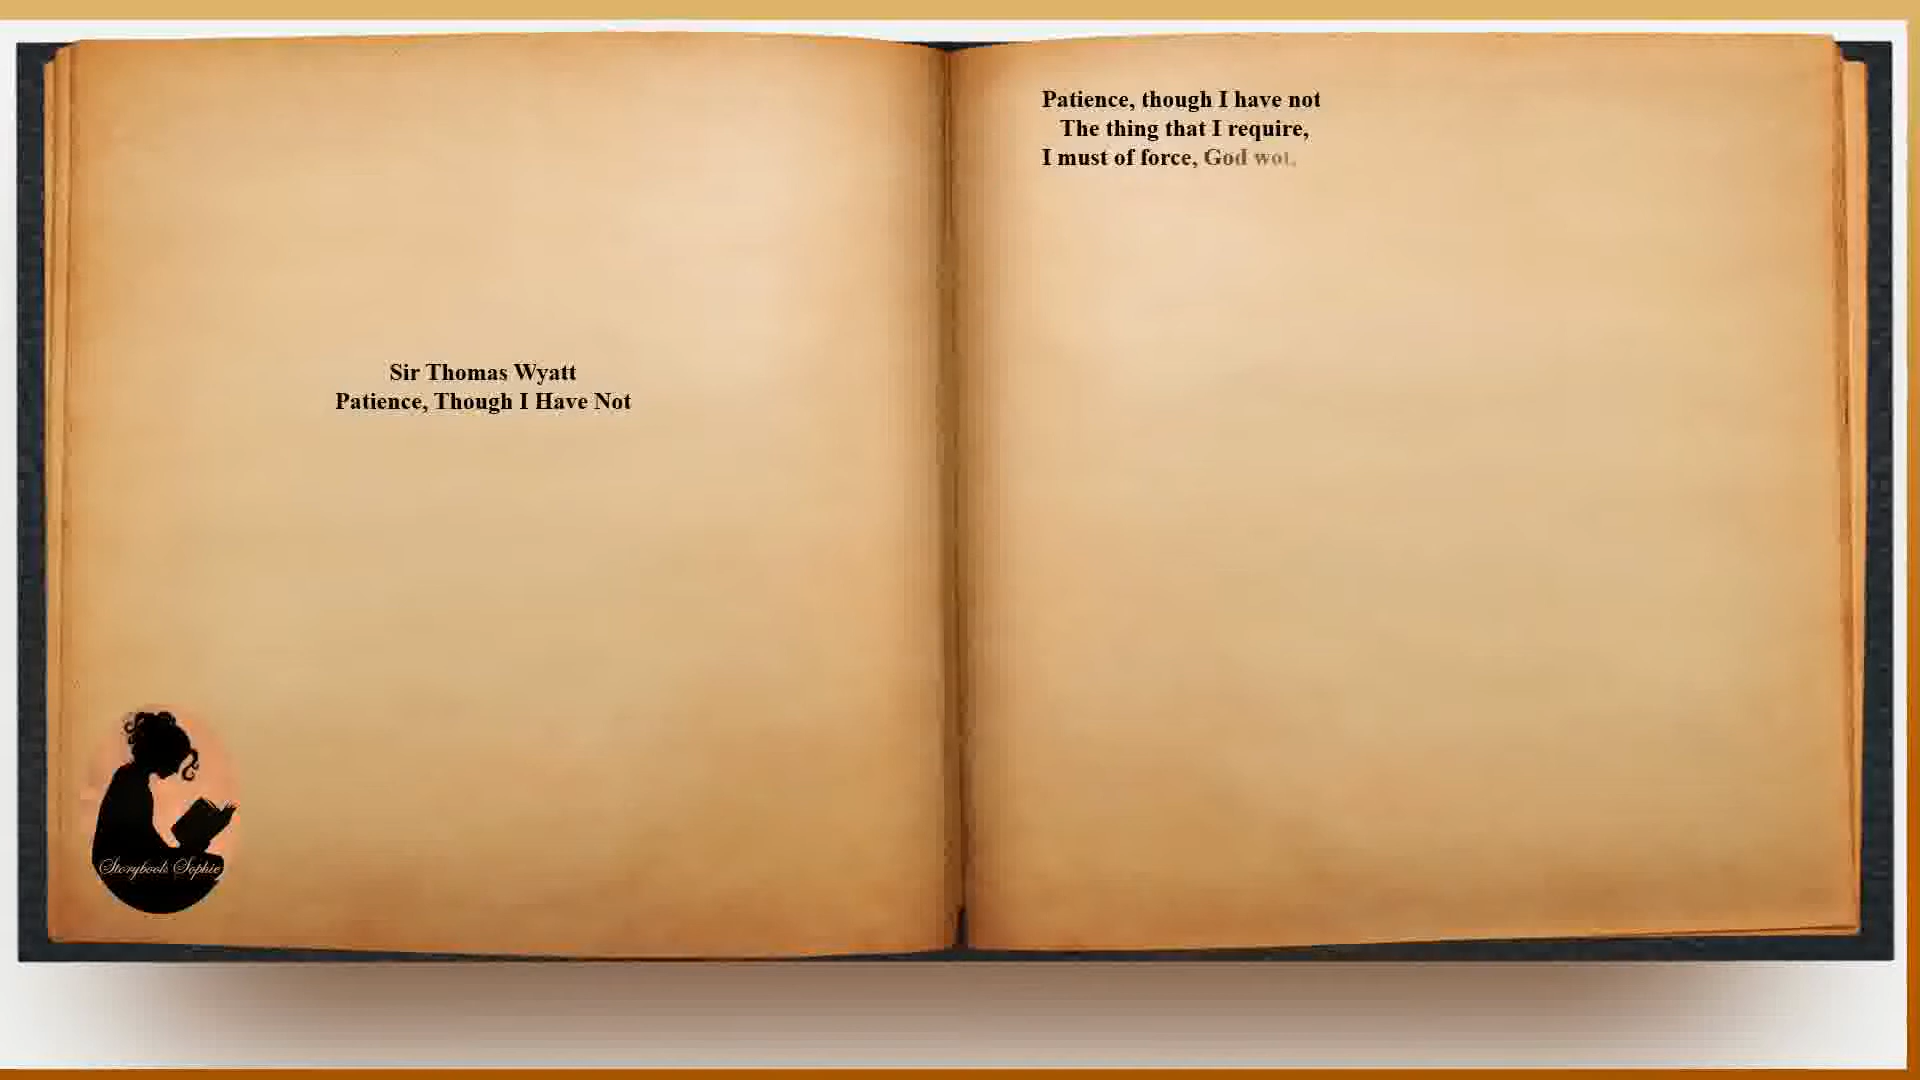 Sir Thomas Wyatt
Patience, Though I Have Not
Patience, though I have not
The thing that I require,
I must of force, God wot,
Storybook Sophie